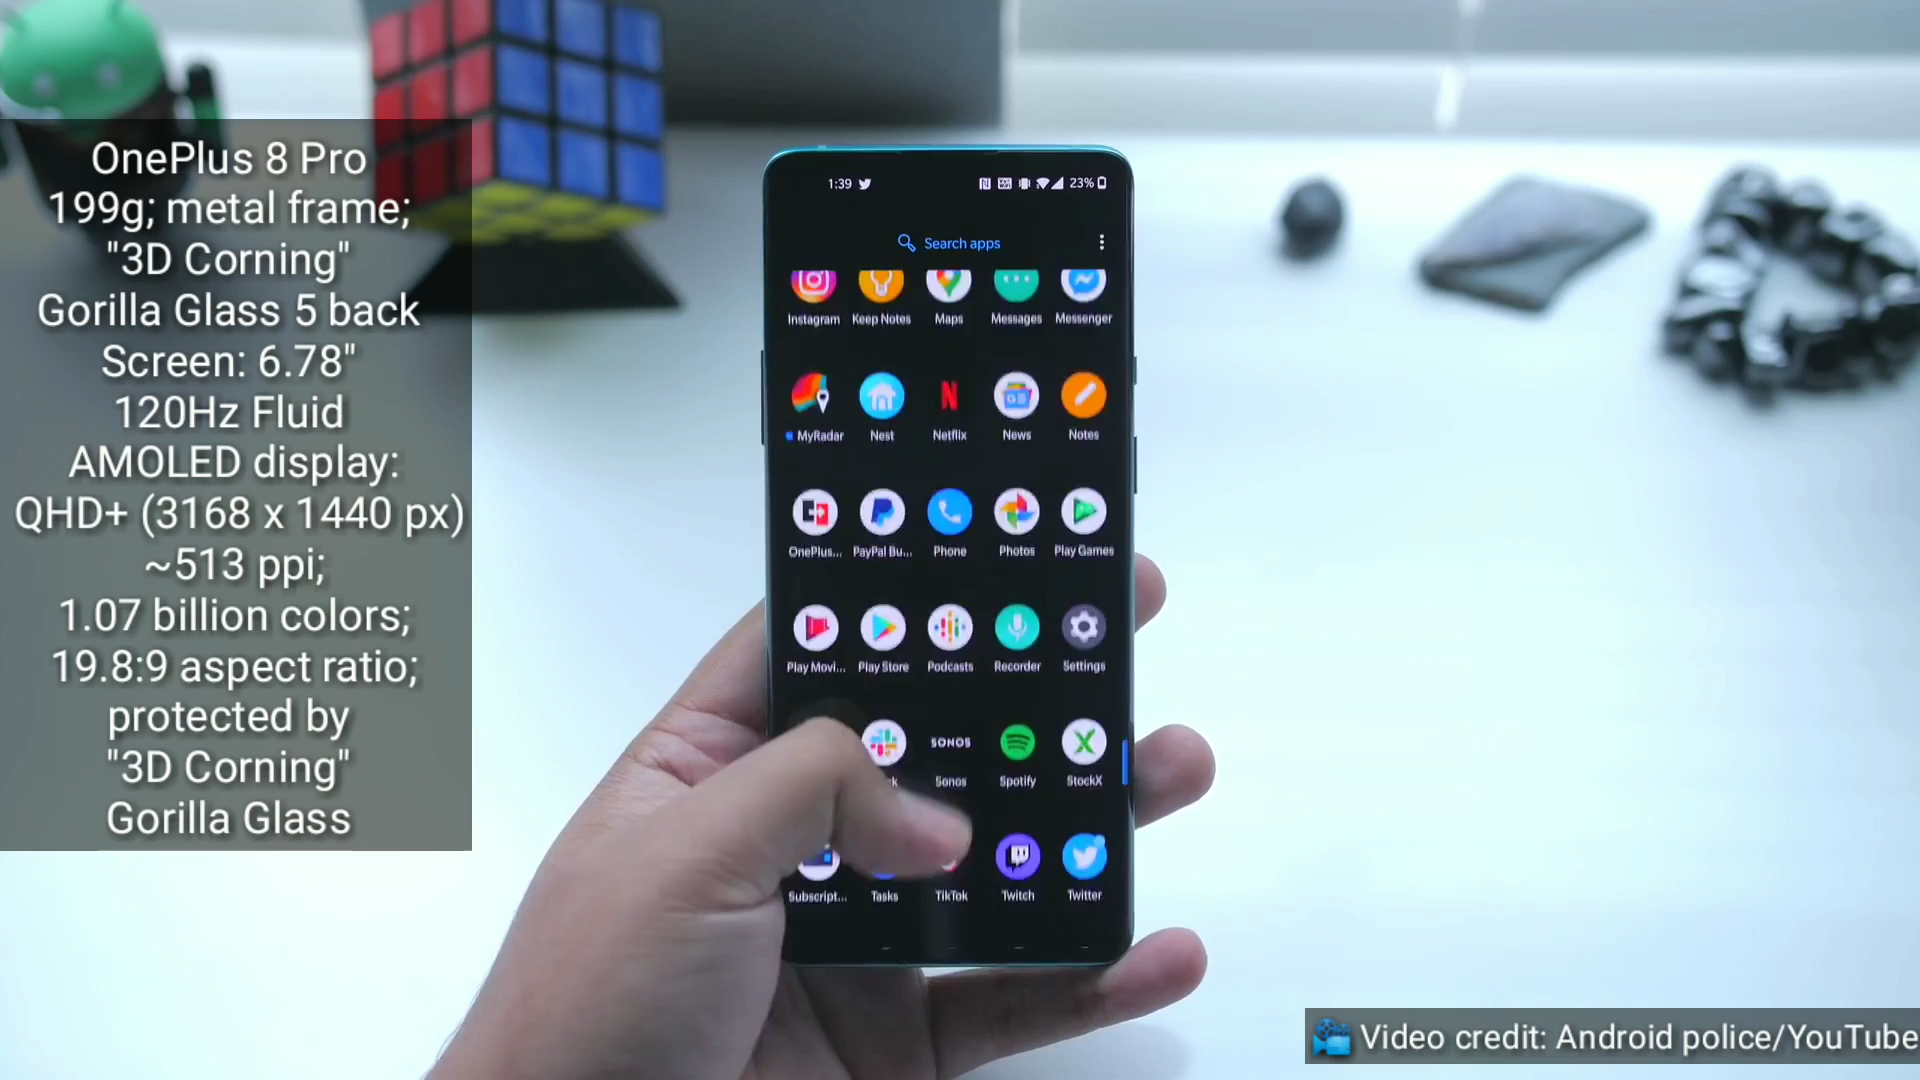 OnePlus 8 Pro
199g; metal frame;
"3D Corning"
Gorilla Glass 5 back
Screen: 6.78"
120Hz Fluid
AMOLED display:
QHD+ (3168 x 1440 px)
~513 ppi;
1.07 billion colors;
19.8:9 aspect ratio;
protected by
"3D Corning"
Gorilla Glass
1:39 23%
Search apps
Instagram Keep Notes Maps Messages Messenger
MyRadar Nest Netflix News Notes
OnePlus... PayPal Bu... Phone Photos Play Games
Play Movi... Play Store Podcasts Recorder Settings
SONOS
k Sonos Spotify StockX
Subscript... Tasks TikTok Twitch Twitter
Video credit: Android police/YouTube